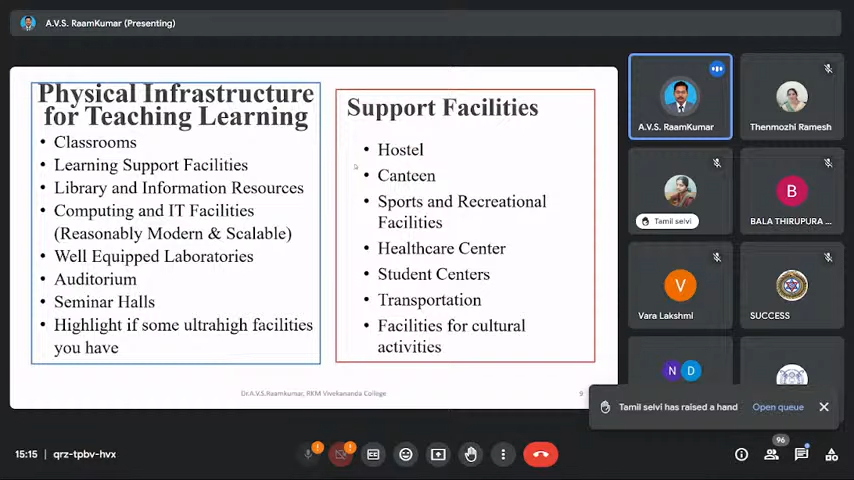 A.V.S. RaamKumar (Presenting)
Physical Infrastructure
for Teaching Learning
• Classrooms
• Learning Support Facilities
• Library and Information Resources
• Computing and IT Facilities
(Reasonably Modern & Scalable)
• Well Equipped Laboratories
• Auditorium
• Seminar Halls
• Highlight if some ultrahigh facilities
you have
Support Facilities
• Hostel
• Canteen
• Sports and Recreational
Facilities
• Healthcare Center
• Student Centers
• Transportation
• Facilities for cultural
activities
Dr.A.V.S.Raamkumar, RKM Vivekananda College
9
A.V.S. RaamKumar
Thenmozhi Ramesh
Tamil selvi
B
BALA THIRUPURA ...
V
Vara Lakshmi
SUCCESS
N D
Tamil selvi has raised a hand
Open queue
15:15 | qrz-tpbv-hvx
96